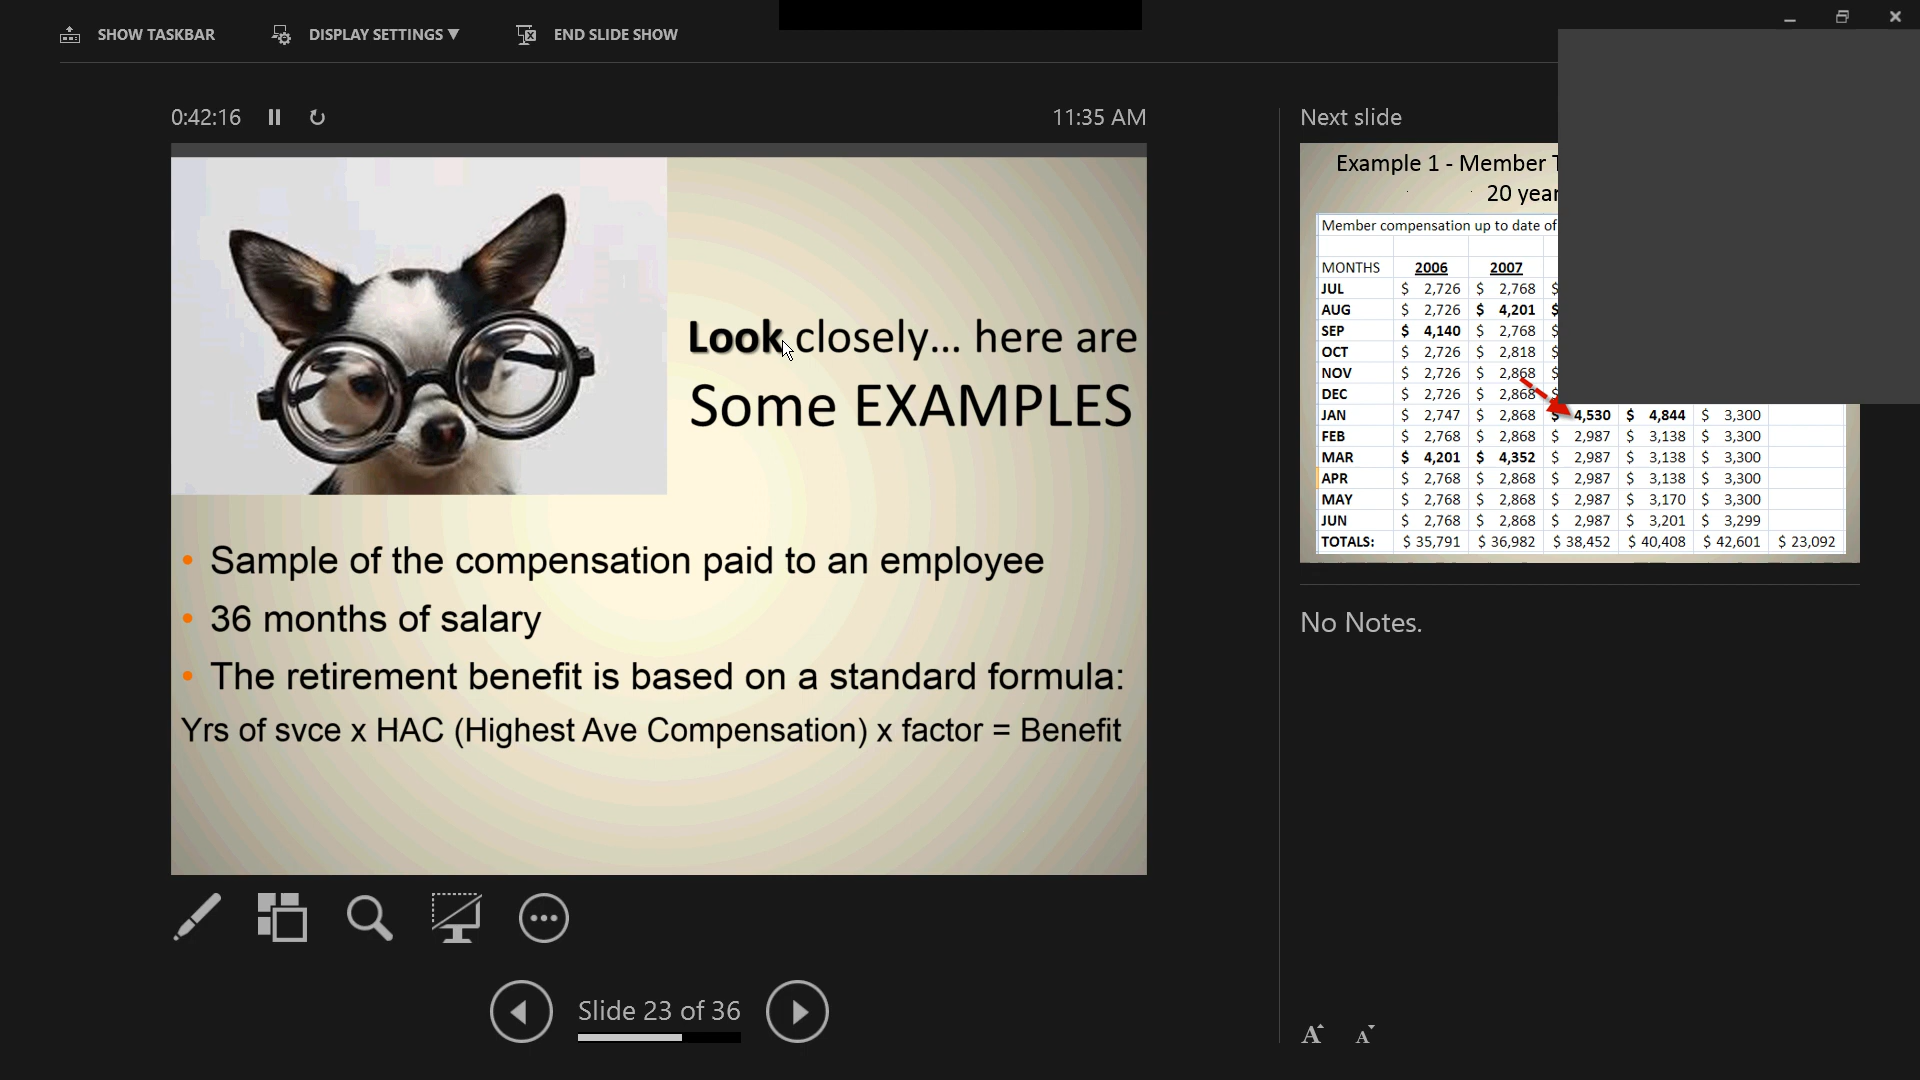 SHOW TASKBAR
DISPLAY SETTINGS ▼
END SLIDE SHOW
0:42:16
11:35 AM
Look closely... here are
Some EXAMPLES
• Sample of the compensation paid to an employee
• 36 months of salary
• The retirement benefit is based on a standard formula:
Yrs of svce x HAC (Highest Ave Compensation) x factor = Benefit
Slide 23 of 36
Next slide
Example 1 - Member
20 year
Member compensation up to date of
MONTHS 2006 2007
JUL $ 2,726 $ 2,768 $
AUG $ 2,726 $ 4,201 $
SEP $ 4,140 $ 2,768 $
OCT $ 2,726 $ 2,818 $
NOV $ 2,726 $ 2,868 $
DEC $ 2,726 $ 2,868 $
JAN $ 2,747 $ 2,868 $ 4,530 $ 4,844 $ 3,300
FEB $ 2,768 $ 2,868 $ 2,987 $ 3,138 $ 3,300
MAR $ 4,201 $ 4,352 $ 2,987 $ 3,138 $ 3,300
APR $ 2,768 $ 2,868 $ 2,987 $ 3,138 $ 3,300
MAY $ 2,768 $ 2,868 $ 2,987 $ 3,170 $ 3,300
JUN $ 2,768 $ 2,868 $ 2,987 $ 3,201 $ 3,299
TOTALS: $ 35,791 $ 36,982 $ 38,452 $ 40,408 $ 42,601 $ 23,092
No Notes.
A A